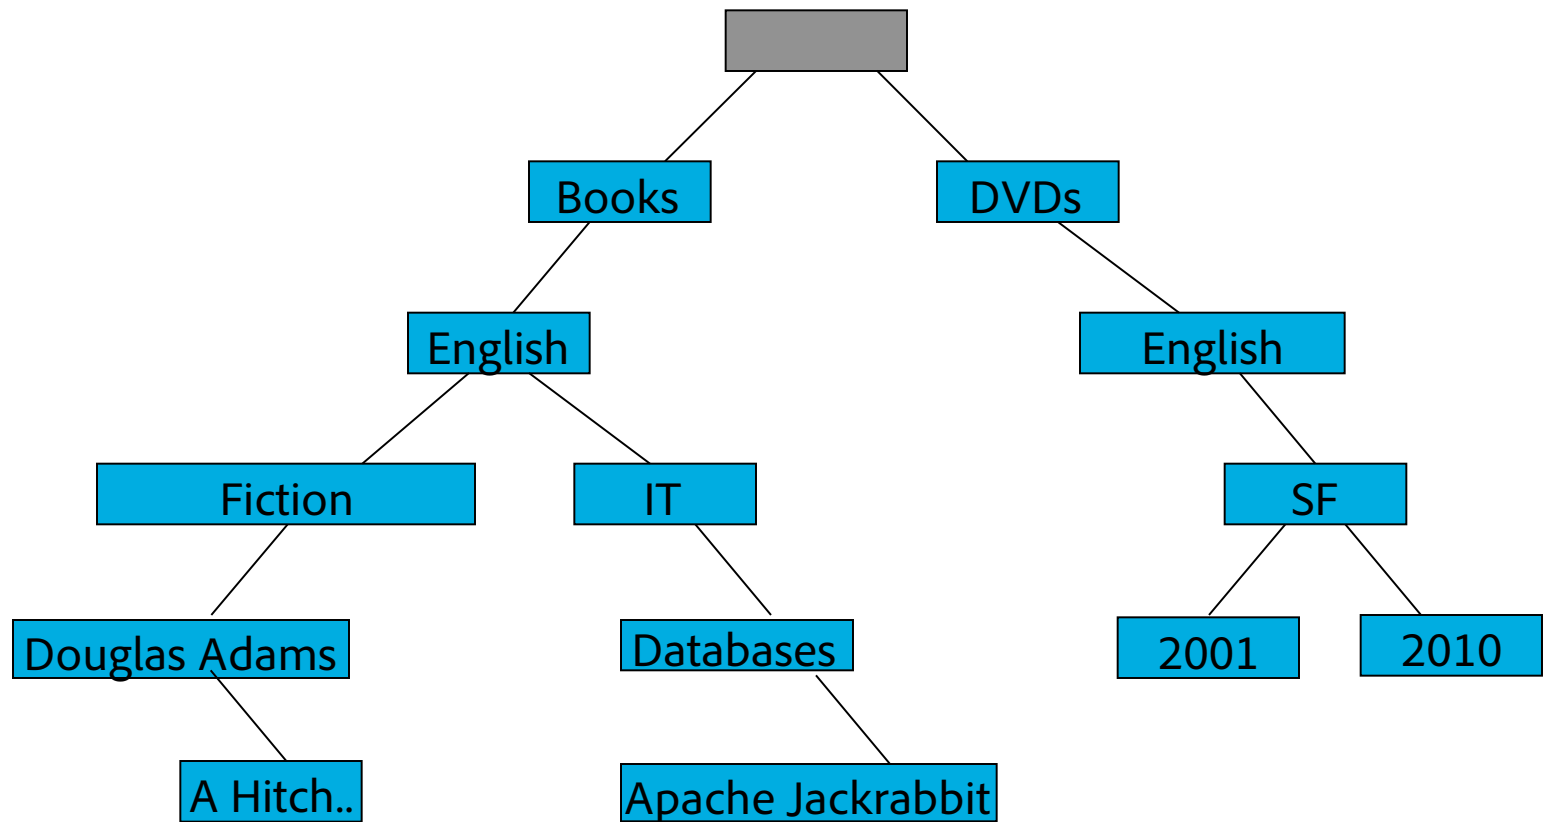 Books
DVDs
English
English
Fiction
IT
SF
Douglas Adams
Databases
2001
2010
A Hitch..
Apache Jackrabbit